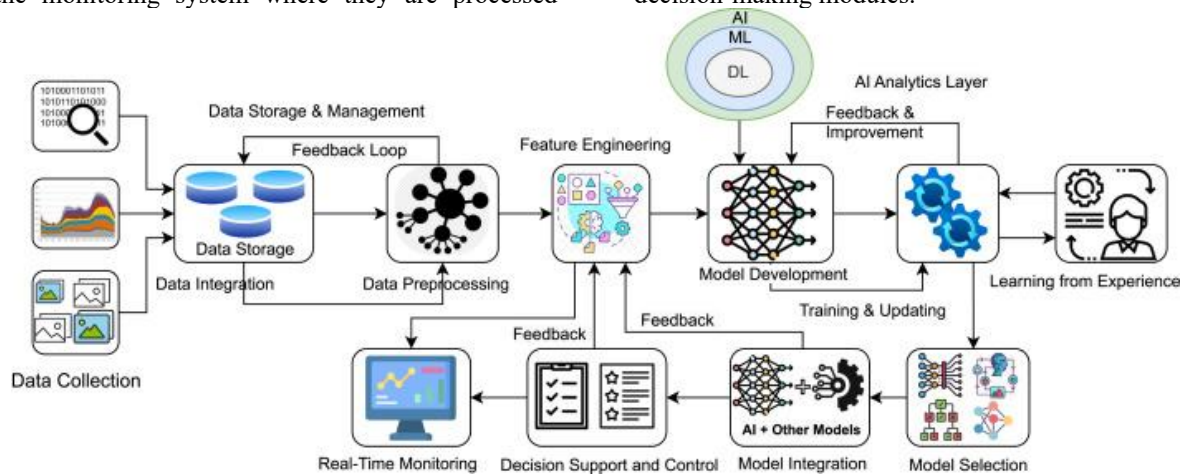 the monitoring system where they are processed
decision-making modules.
AI
ML
DL
AI Analytics Layer
1010001101011
1010110101000
Data Storage & Management
Feedback Loop
Feature Engineering
Feedback &
Improvement
Data Storage
Data Integration
Data Preprocessing
Model Development
Learning from Experience
Training & Updating
Feedback
Feedback
Data Collection
AI + Other Models
Real-Time Monitoring
Decision Support and Control
Model Integration
Model Selection